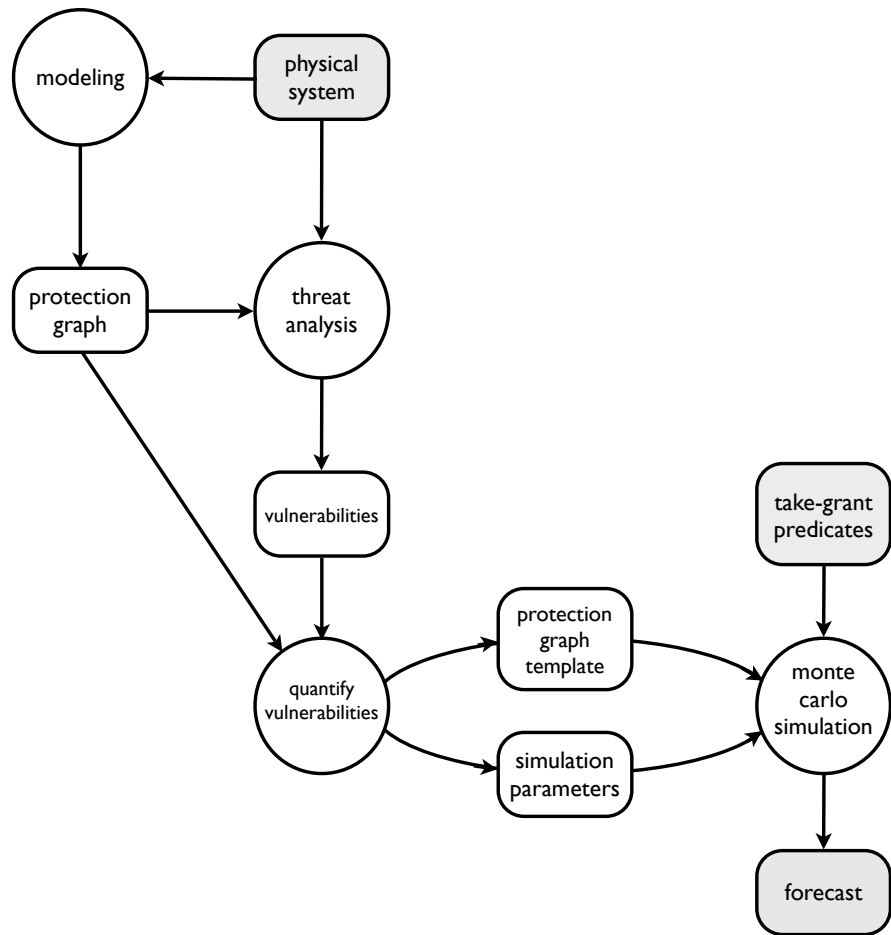 modeling
physical
system
protection
graph
threat
analysis
vulnerabilities
take-grant
predicates
quantify
vulnerabilities
protection
graph
template
simulation
parameters
monte
carlo
simulation
forecast